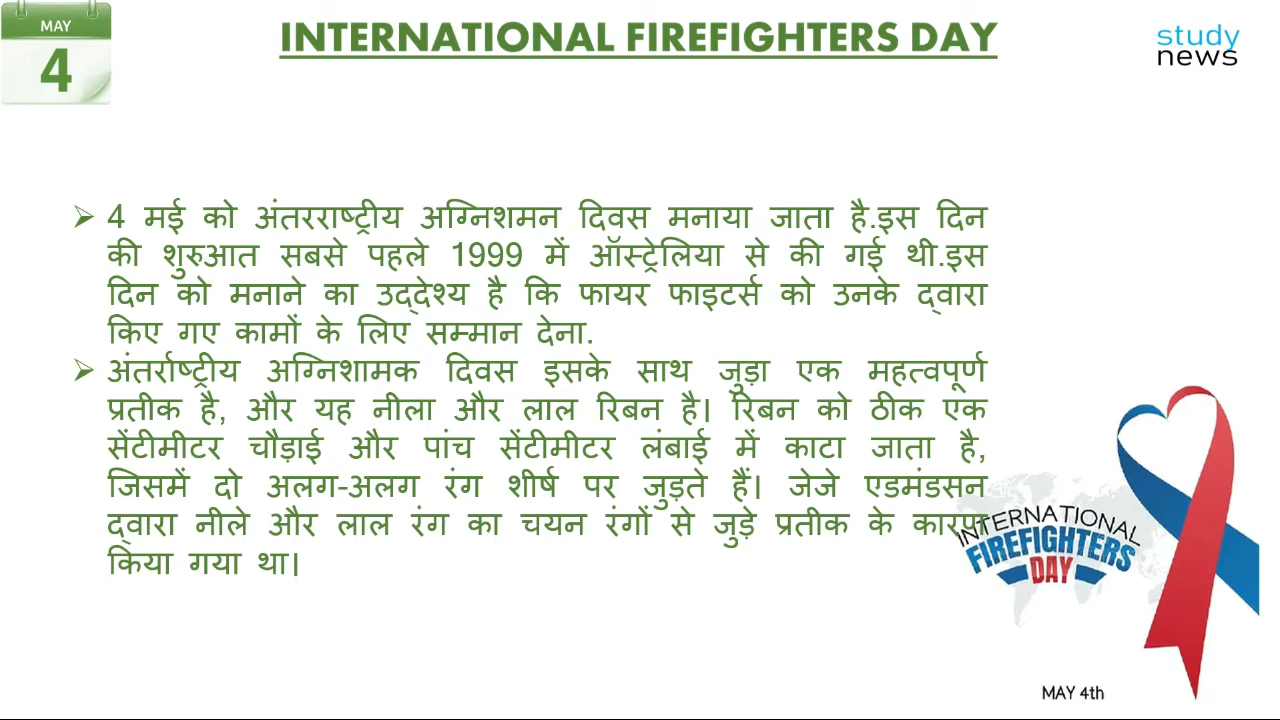 MAY
4
INTERNATIONAL FIREFIGHTERS DAY
study
news
➢ 4 मई को अंतरराष्ट्रीय अग्निशमन दिवस मनाया जाता है.इस दिन
की शुरुआत सबसे पहले 1999 में ऑस्ट्रेलिया से की गई थी.इस
दिन को मनाने का उद्देश्य है कि फायर फाइटर्स को उनके द्वारा
किए गए कामों के लिए सम्मान देना.
➢ अंतर्राष्ट्रीय अग्निशामक दिवस इसके साथ जुड़ा एक महत्वपूर्ण
प्रतीक है, और यह नीला और लाल रिबन है। रिबन को ठीक एक
सेंटीमीटर चौड़ाई और पांच सेंटीमीटर लंबाई में काटा जाता है,
जिसमें दो अलग-अलग रंग शीर्ष पर जुड़ते हैं। जेजे एडमंडसन
द्वारा नीले और लाल रंग का चयन रंगों से जुड़े प्रतीक के कारण
किया गया था।
INTERNATIONAL
FIREFIGHTERS
DAY
MAY 4th